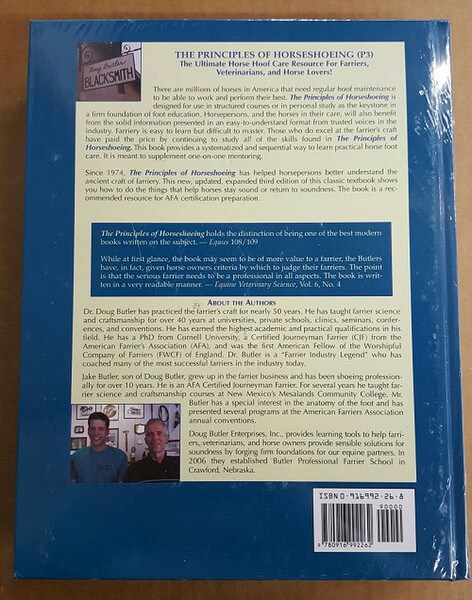 Doug Butler
BLACKSMITH
THE PRINCIPLES OF HORSESHOEING (P3)
The Ultimate Horse Hoof Care Resource For Farriers,
Veterinarians, and Horse Lovers!
There are millions of horses in America that need regular hoof maintenance
to be able to work and perform their best. The Principles of Horseshoeing is
designed for use in structured courses or in personal study as the keystone in
a firm foundation of foot education. Horsepersons, and the horses in their care, will also benefit
from the solid information presented in an easy-to-understand format from trusted voices in the
industry. Farriery is easy to learn but difficult to master. Those who do excel at the farrier's craft
have paid the price by continuing to study all of the skills found in The Principles of
Horseshoeing. This book provides a systematized and sequential way to learn practical horse foot
care. It is meant to supplement one-on-one mentoring.
Since 1974, The Principles of Horseshoeing has helped horsepersons better understand the
ancient craft of farriery. This new, updated, expanded third edition of this classic textbook shows
you how to do the things that help horses stay sound or return to soundness. The book is a rec-
ommended resource for AFA certification preparation.
The Principles of Horseshoeing holds the distinction of being one of the best modern
books written on the subject. — Equus 108/109
While at first glance, the book may seem to be of more value to a farrier, the Butlers
have, in fact, given horse owners criteria by which to judge their farriers. The point
is that the serious farrier needs to be a professional in all aspects. The book is writ-
ten in a very readable manner. — Equine Veterinary Science, Vol. 6, No. 4
ABOUT THE AUTHORS
Dr. Doug Butler has practiced the farrier's craft for nearly 50 years. He has taught farrier science
and craftsmanship for over 40 years at universities, private schools, clinics, seminars, confer-
ences, and conventions. He has earned the highest academic and practical qualifications in his
field. He has a PhD from Cornell University, a Certified Journeyman Farrier (CJF) from the
American Farrier's Association (AFA), and was the first American Fellow of the Worshipful
Company of Farriers (FWCF) of England. Dr. Butler is a "Farrier Industry Legend" who has
coached many of the most successful farriers in the industry today.
Jake Butler, son of Doug Butler, grew up in the farrier business and has been shoeing profession-
ally for over 10 years. He is an AFA Certified Journeyman Farrier. For several years he taught far-
rier science and craftsmanship courses at New Mexico's Mesalands Community College. Mr.
Butler has a special interest in the anatomy of the foot and has
presented several programs at the American Farriers Association
annual conventions.
Doug Butler Enterprises, Inc., provides learning tools to help farri-
ers, veterinarians, and horse owners provide sensible solutions for
soundness by forging firm foundations for our equine partners. In
2006 they established Butler Professional Farrier School in
Crawford, Nebraska.
ISBN 0-916992-26-8
90000
9 780916 992262